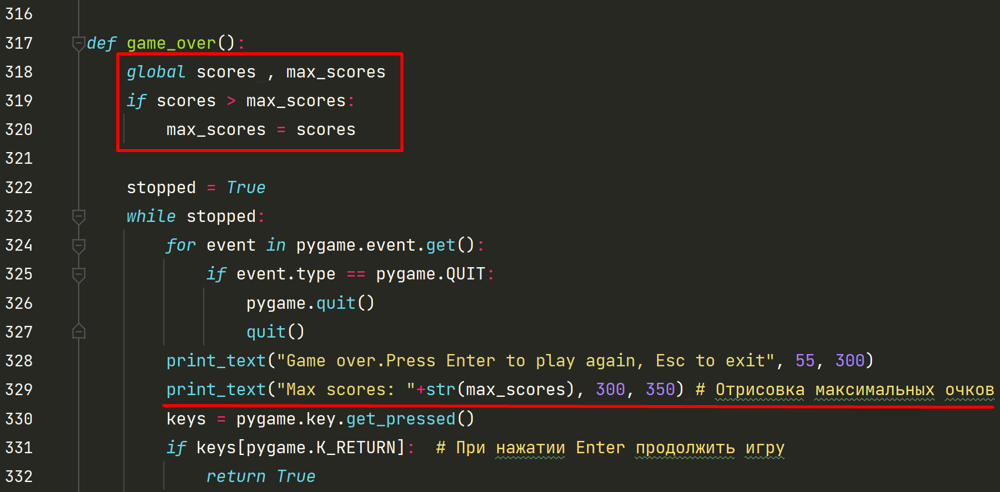 316
317 def game_over():
318     global scores , max_scores
319     if scores > max_scores:
320         max_scores = scores
321
322     stopped = True
323     while stopped:
324         for event in pygame.event.get():
325             if event.type == pygame.QUIT:
326                 pygame.quit()
327                 quit()
328         print_text("Game over.Press Enter to play again, Esc to exit", 55, 300)
329         print_text("Max scores: "+str(max_scores), 300, 350) # Отрисовка максимальных очков
330         keys = pygame.key.get_pressed()
331         if keys[pygame.K_RETURN]:  # При нажатии Enter продолжить игру
332             return True